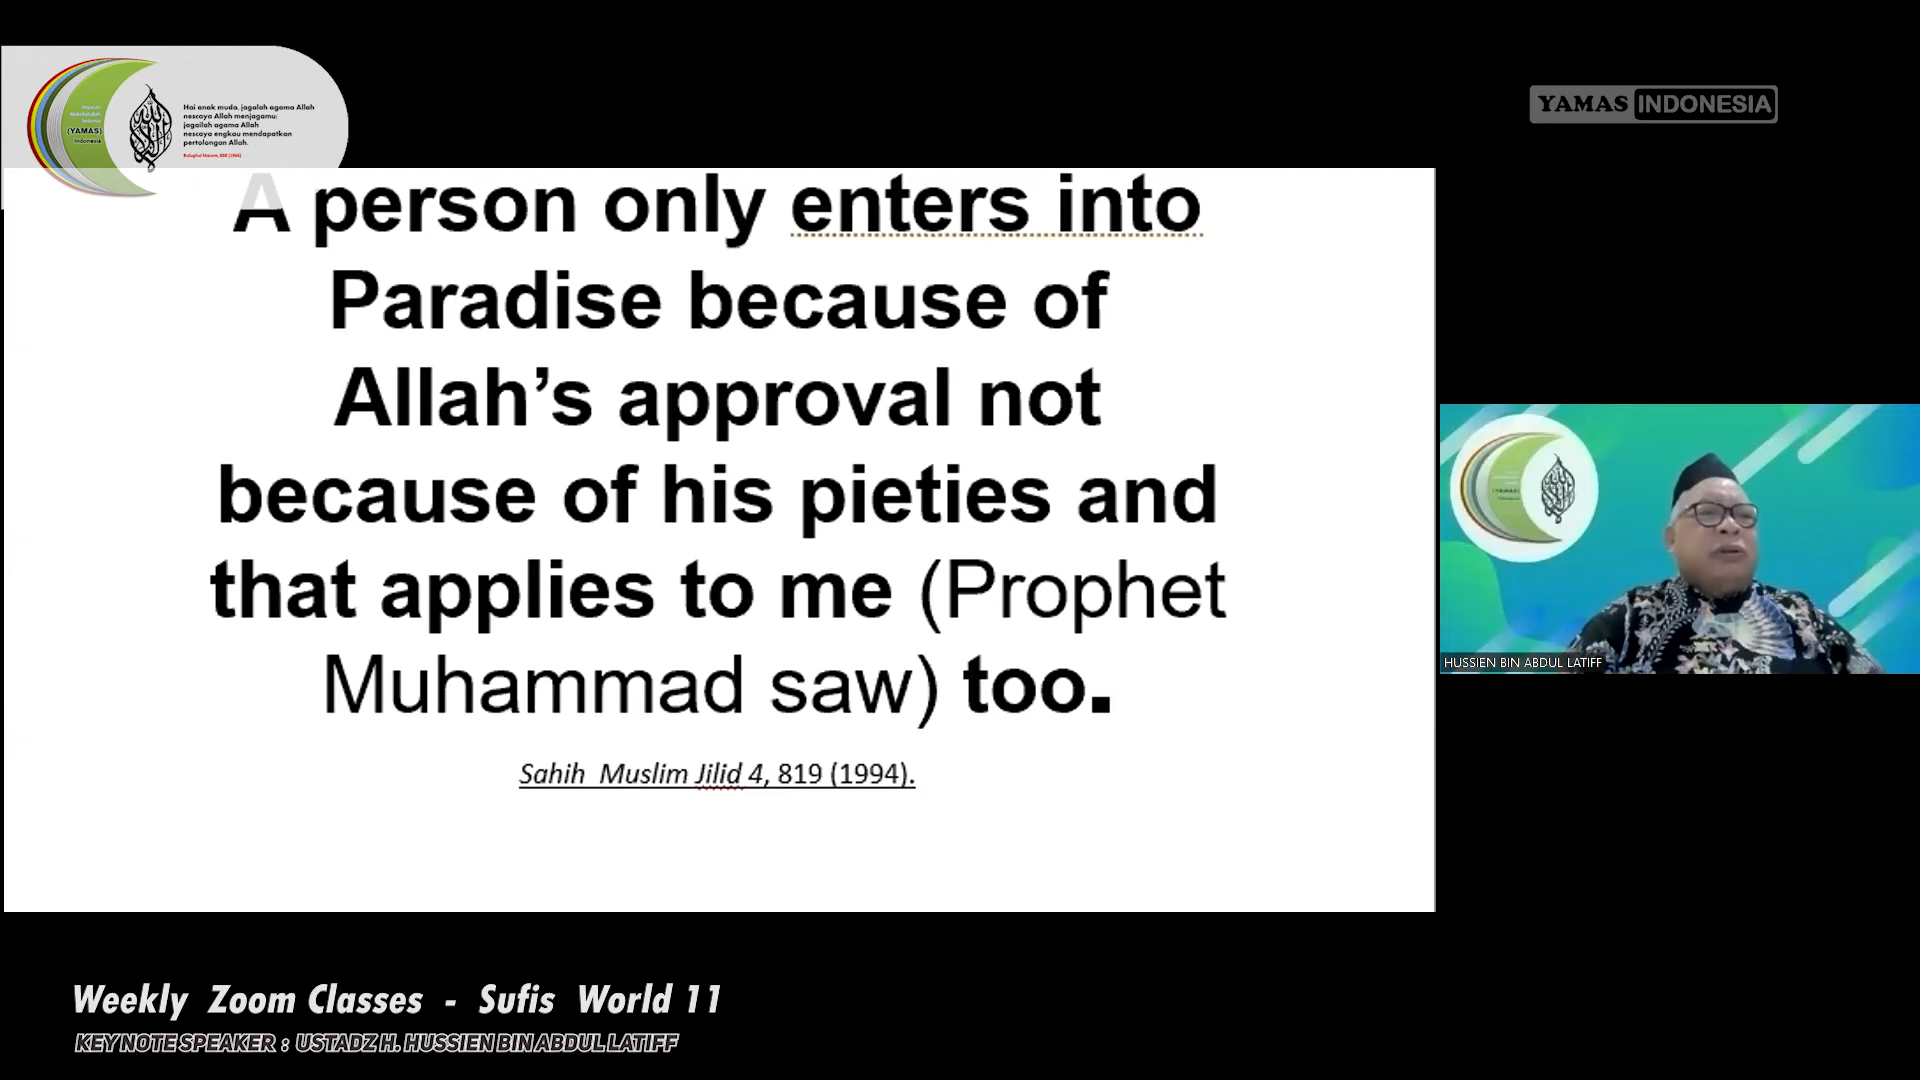 Yayasan
(YAMAS)
Indonesia
Hai anak muda, jagalah agama Allah
nescaya Allah menjagamu;
jagailah agama Allah
nescaya engkau mendapatkan
pertolongan Allah.
Bulughul Maram, 888 (1966)
YAMAS INDONESIA
A person only enters into
Paradise because of
Allah’s approval not
because of his pieties and
that applies to me (Prophet
Muhammad saw) too.
Sahih Muslim Jilid 4, 819 (1994).
HUSSIEN BIN ABDUL LATIFF
Weekly Zoom Classes - Sufis World 11
KEYNOTE SPEAKER : USTADZ H. HUSSIEN BIN ABDUL LATIFF